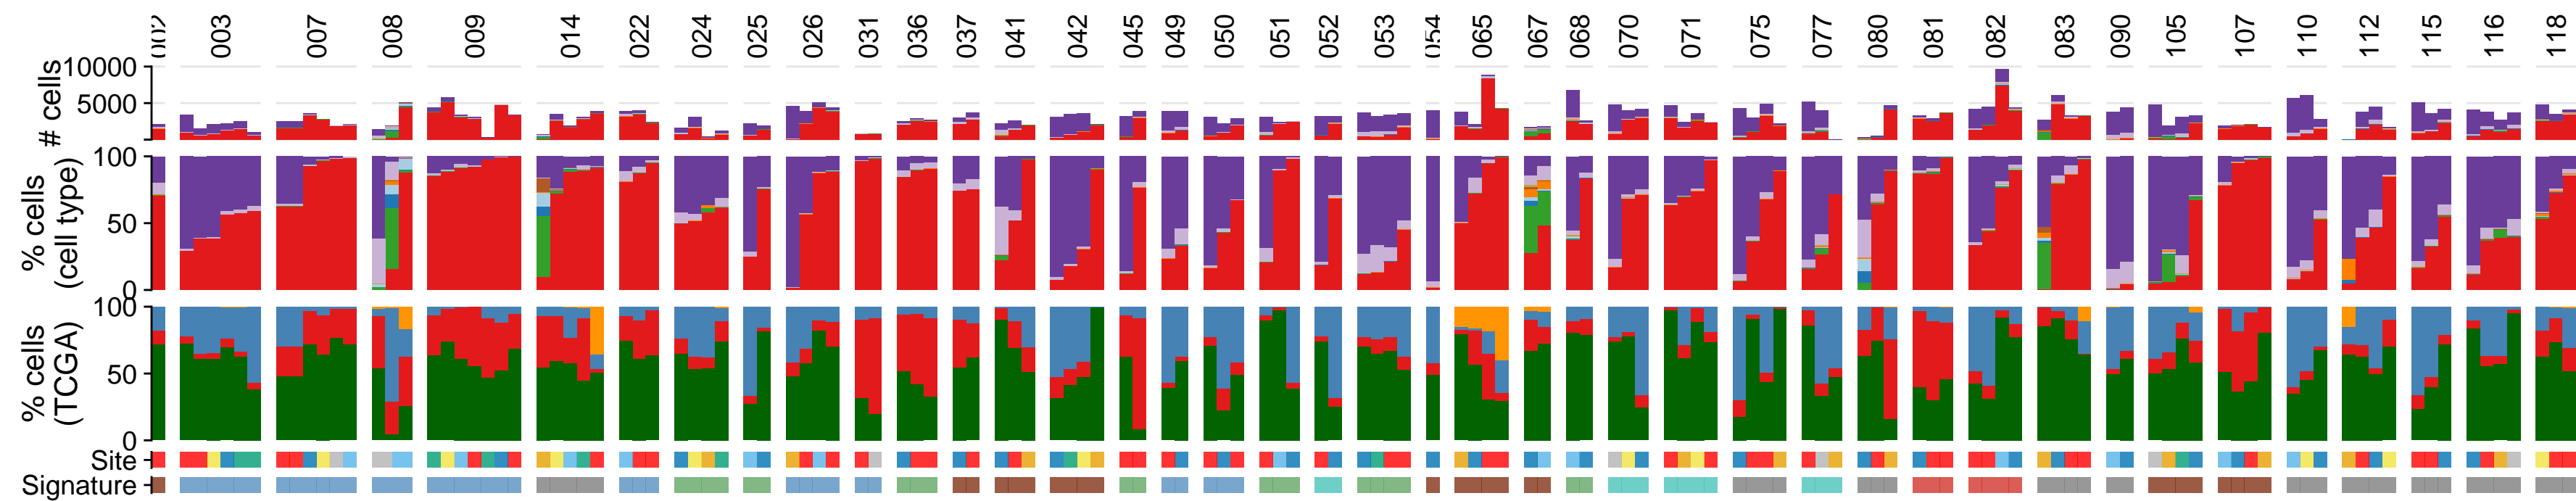 002 003 007 008 009 014 022 024 025 026 031 036 037 041 042 045 049 050 051 052 053 054 065 067 068 070 071 075 077 080 081 082 083 090 105 107 110 112 115 116 118
# cells
10000
5000
% cells
(cell type)
100
50
0
% cells
(TCGA)
100
50
0
Site
Signature